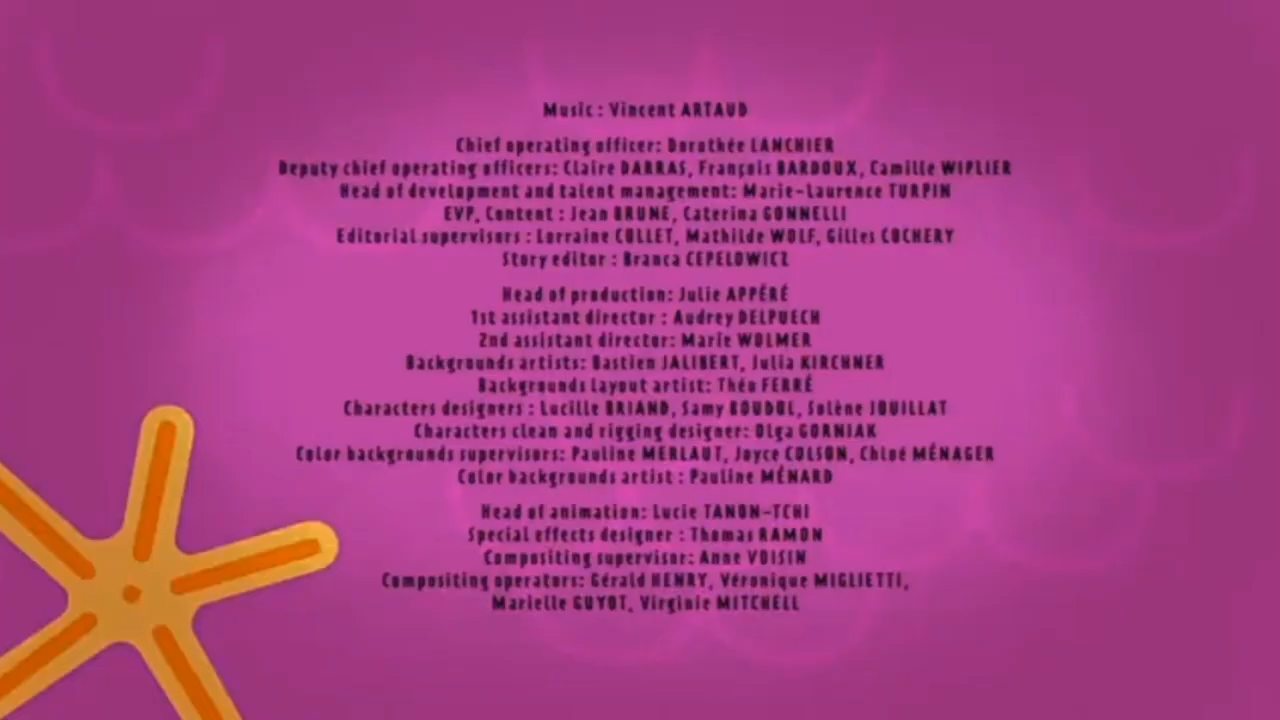 Music : Vincent ARTAUD
Chief operating officer: Dorothée LANCHIER
Deputy chief operating officers: Claire DARRAS, François BARDOUX, Camille WIPLIER
Head of development and talent management: Marie-Laurence TURPIN
EVP, Content : Jean BRUNE, Caterina GONNELLI
Editorial supervisors : Lorraine COLLET, Mathilde WOLF, Gilles COCHERY
Story editor : Branca CEPELOWICZ
Head of production: Julie APPÉRÉ
1st assistant director : Audrey DELPUECH
2nd assistant director: Marie WOLMER
Backgrounds artists: Bastien JALIBERT, Julia KIRCHNER
Backgrounds layout artist: Théo FERRÉ
Characters designers : Lucille BRIAND, Samy BOUDOL, Solène JOUILLAT
Characters clean and rigging designer: Olga GORNIAK
Color backgrounds supervisors: Pauline MERLAUT, Joyce COLSON, Chloé MÉNAGER
Color backgrounds artist : Pauline MÉNARD
Head of animation: Lucie TANON-TCHI
Special effects designer : Thomas RAMON
Compositing supervisor: Anne VOISIN
Compositing operators: Gérald HENRY, Véronique MIGLIETTI,
Marielle GUYOT, Virginie MITCHELL